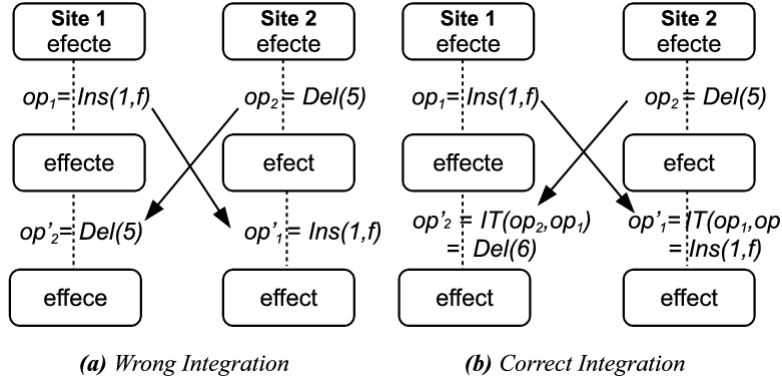 Site 1
efecte
op₁= Ins(1,f)
effecte
op'₂= Del(5)
effece
Site 2
efecte
op₂= Del(5)
efect
op'₁= Ins(1,f)
effect
(a) Wrong Integration
Site 1
efecte
op₁= Ins(1,f)
effecte
op'₂ = IT(op₂,op₁)
= Del(6)
effect
Site 2
efecte
op₂= Del(5)
efect
op'₁= IT(op₁,op
= Ins(1,f)
effect
(b) Correct Integration